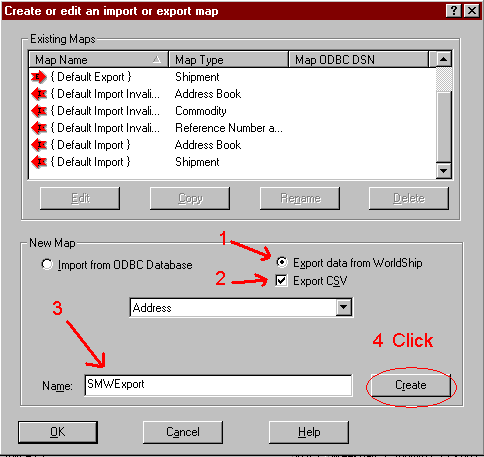 Create or edit an import or export map
Existing Maps
Map Name Map Type Map ODBC DSN
{ Default Export } Shipment
{ Default Import Invali... Address Book
{ Default Import Invali... Commodity
{ Default Import Invali... Reference Number a...
{ Default Import } Address Book
{ Default Import } Shipment
Edit Copy Rename Delete
New Map
1
Import from ODBC Database Export data from WorldShip
2 Export CSV
Address
3
4 Click
Name: SMWExport Create
OK Cancel Help